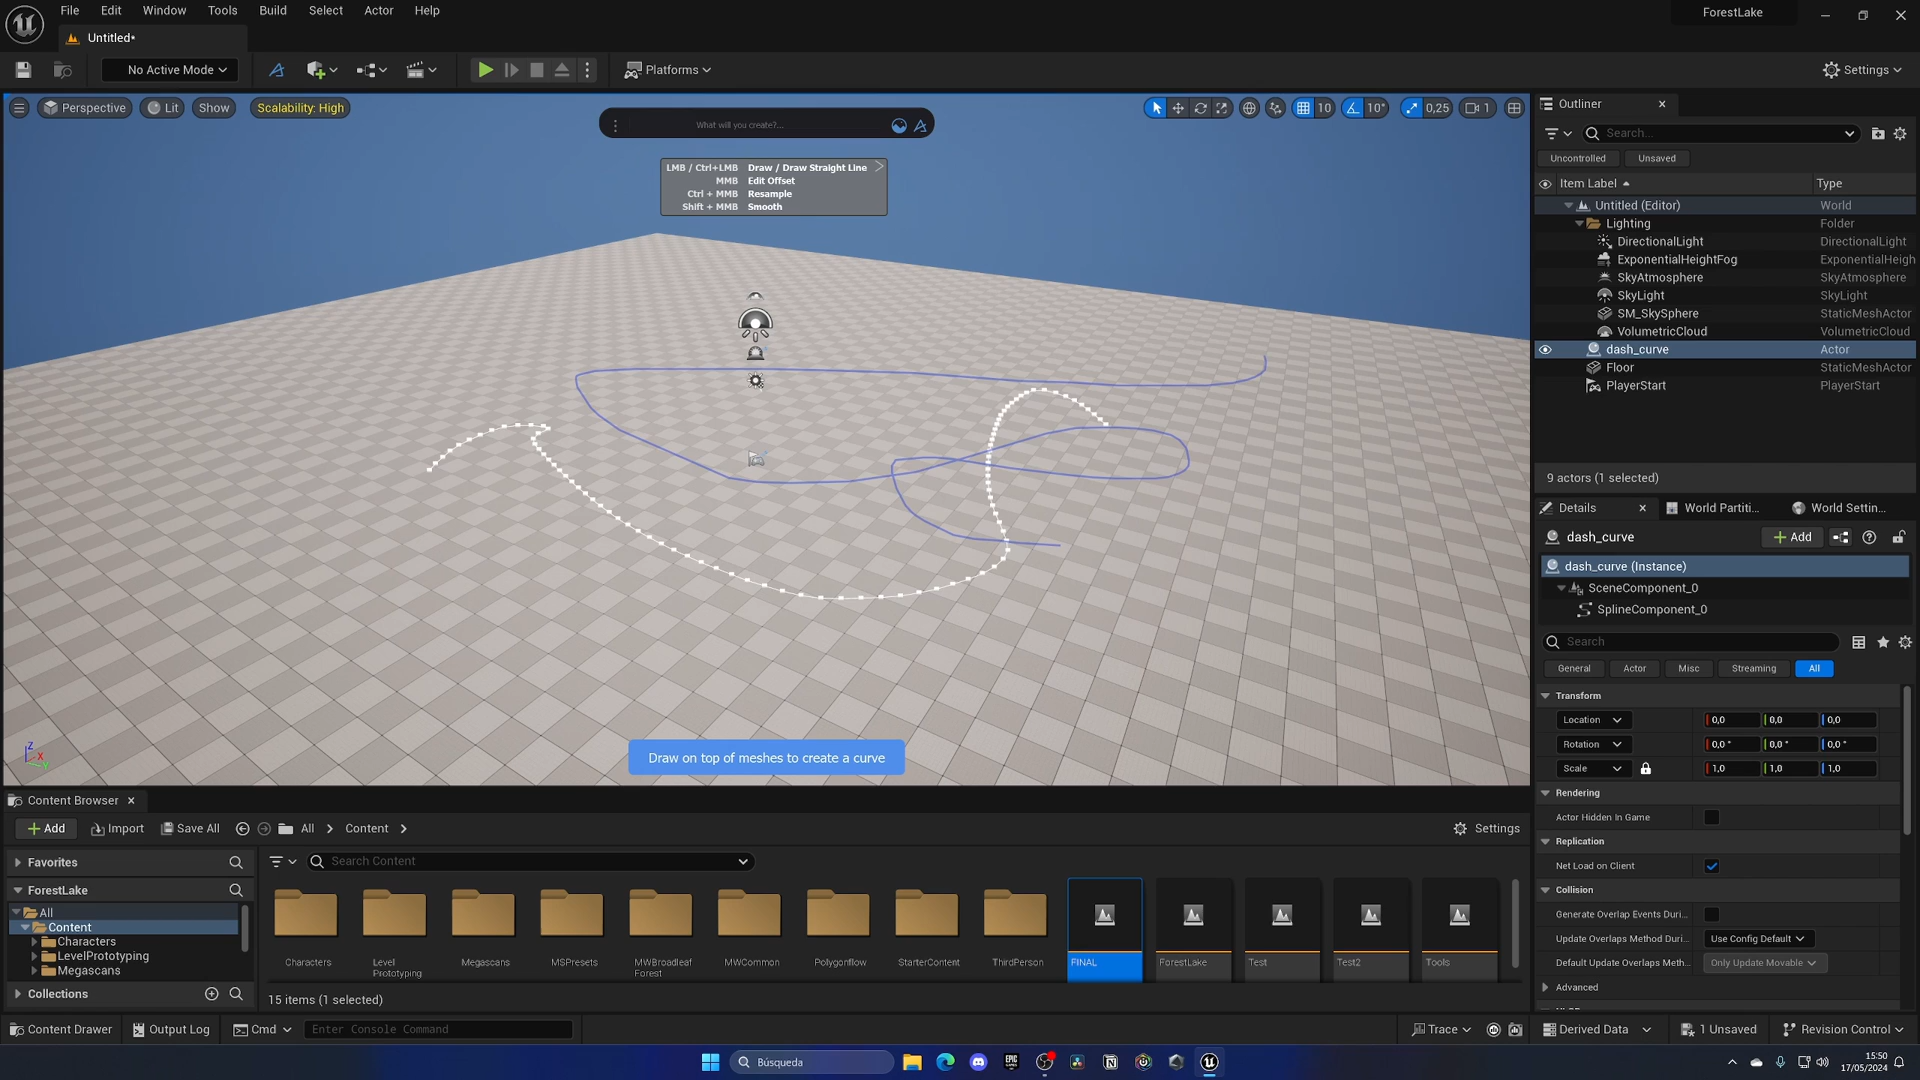 File Edit Window Tools Build Select Actor Help
ForestLake
Untitled*
No Active Mode
Platforms
Settings
Perspective Lit Show Scalability: High
What will you create?...
10 10° 0,25 1
LMB / Ctrl+LMB Draw / Draw Straight Line
MMB Edit Offset
Ctrl + MMB Resample
Shift + MMB Smooth
Draw on top of meshes to create a curve
Z X Y
Outliner
Search...
Uncontrolled Unsaved
Item Label Type
Untitled (Editor) World
Lighting Folder
DirectionalLight DirectionalLight
ExponentialHeightFog ExponentialHeigh
SkyAtmosphere SkyAtmosphere
SkyLight SkyLight
SM_SkySphere StaticMeshActor
VolumetricCloud VolumetricCloud
dash_curve Actor
Floor StaticMeshActor
PlayerStart PlayerStart
9 actors (1 selected)
Details World Partiti... World Settin...
dash_curve Add
dash_curve (Instance)
SceneComponent_0
SplineComponent_0
Search
General Actor Misc Streaming All
Transform
Location 0,0 0,0 0,0
Rotation 0,0 ° 0,0 ° 0,0 °
Scale 1,0 1,0 1,0
Rendering
Actor Hidden In Game
Replication
Net Load on Client
Collision
Generate Overlap Events Duri...
Update Overlaps Method Duri... Use Config Default
Default Update Overlaps Meth... Only Update Movable
Advanced
Content Browser
Add Import Save All All Content Settings
Favorites
Search Content
ForestLake
All
Content
Characters
LevelPrototyping
Megascans
Collections
Characters
Level
Prototyping
Megascans
MSPresets
MWBroadleaf
Forest
MWCommon
Polygonflow
StarterContent
ThirdPerson
FINAL
ForestLake
Test
Test2
Tools
15 items (1 selected)
Content Drawer Output Log Cmd Enter Console Command Trace Derived Data 1 Unsaved Revision Control
Búsqueda
15:50
17/05/2024